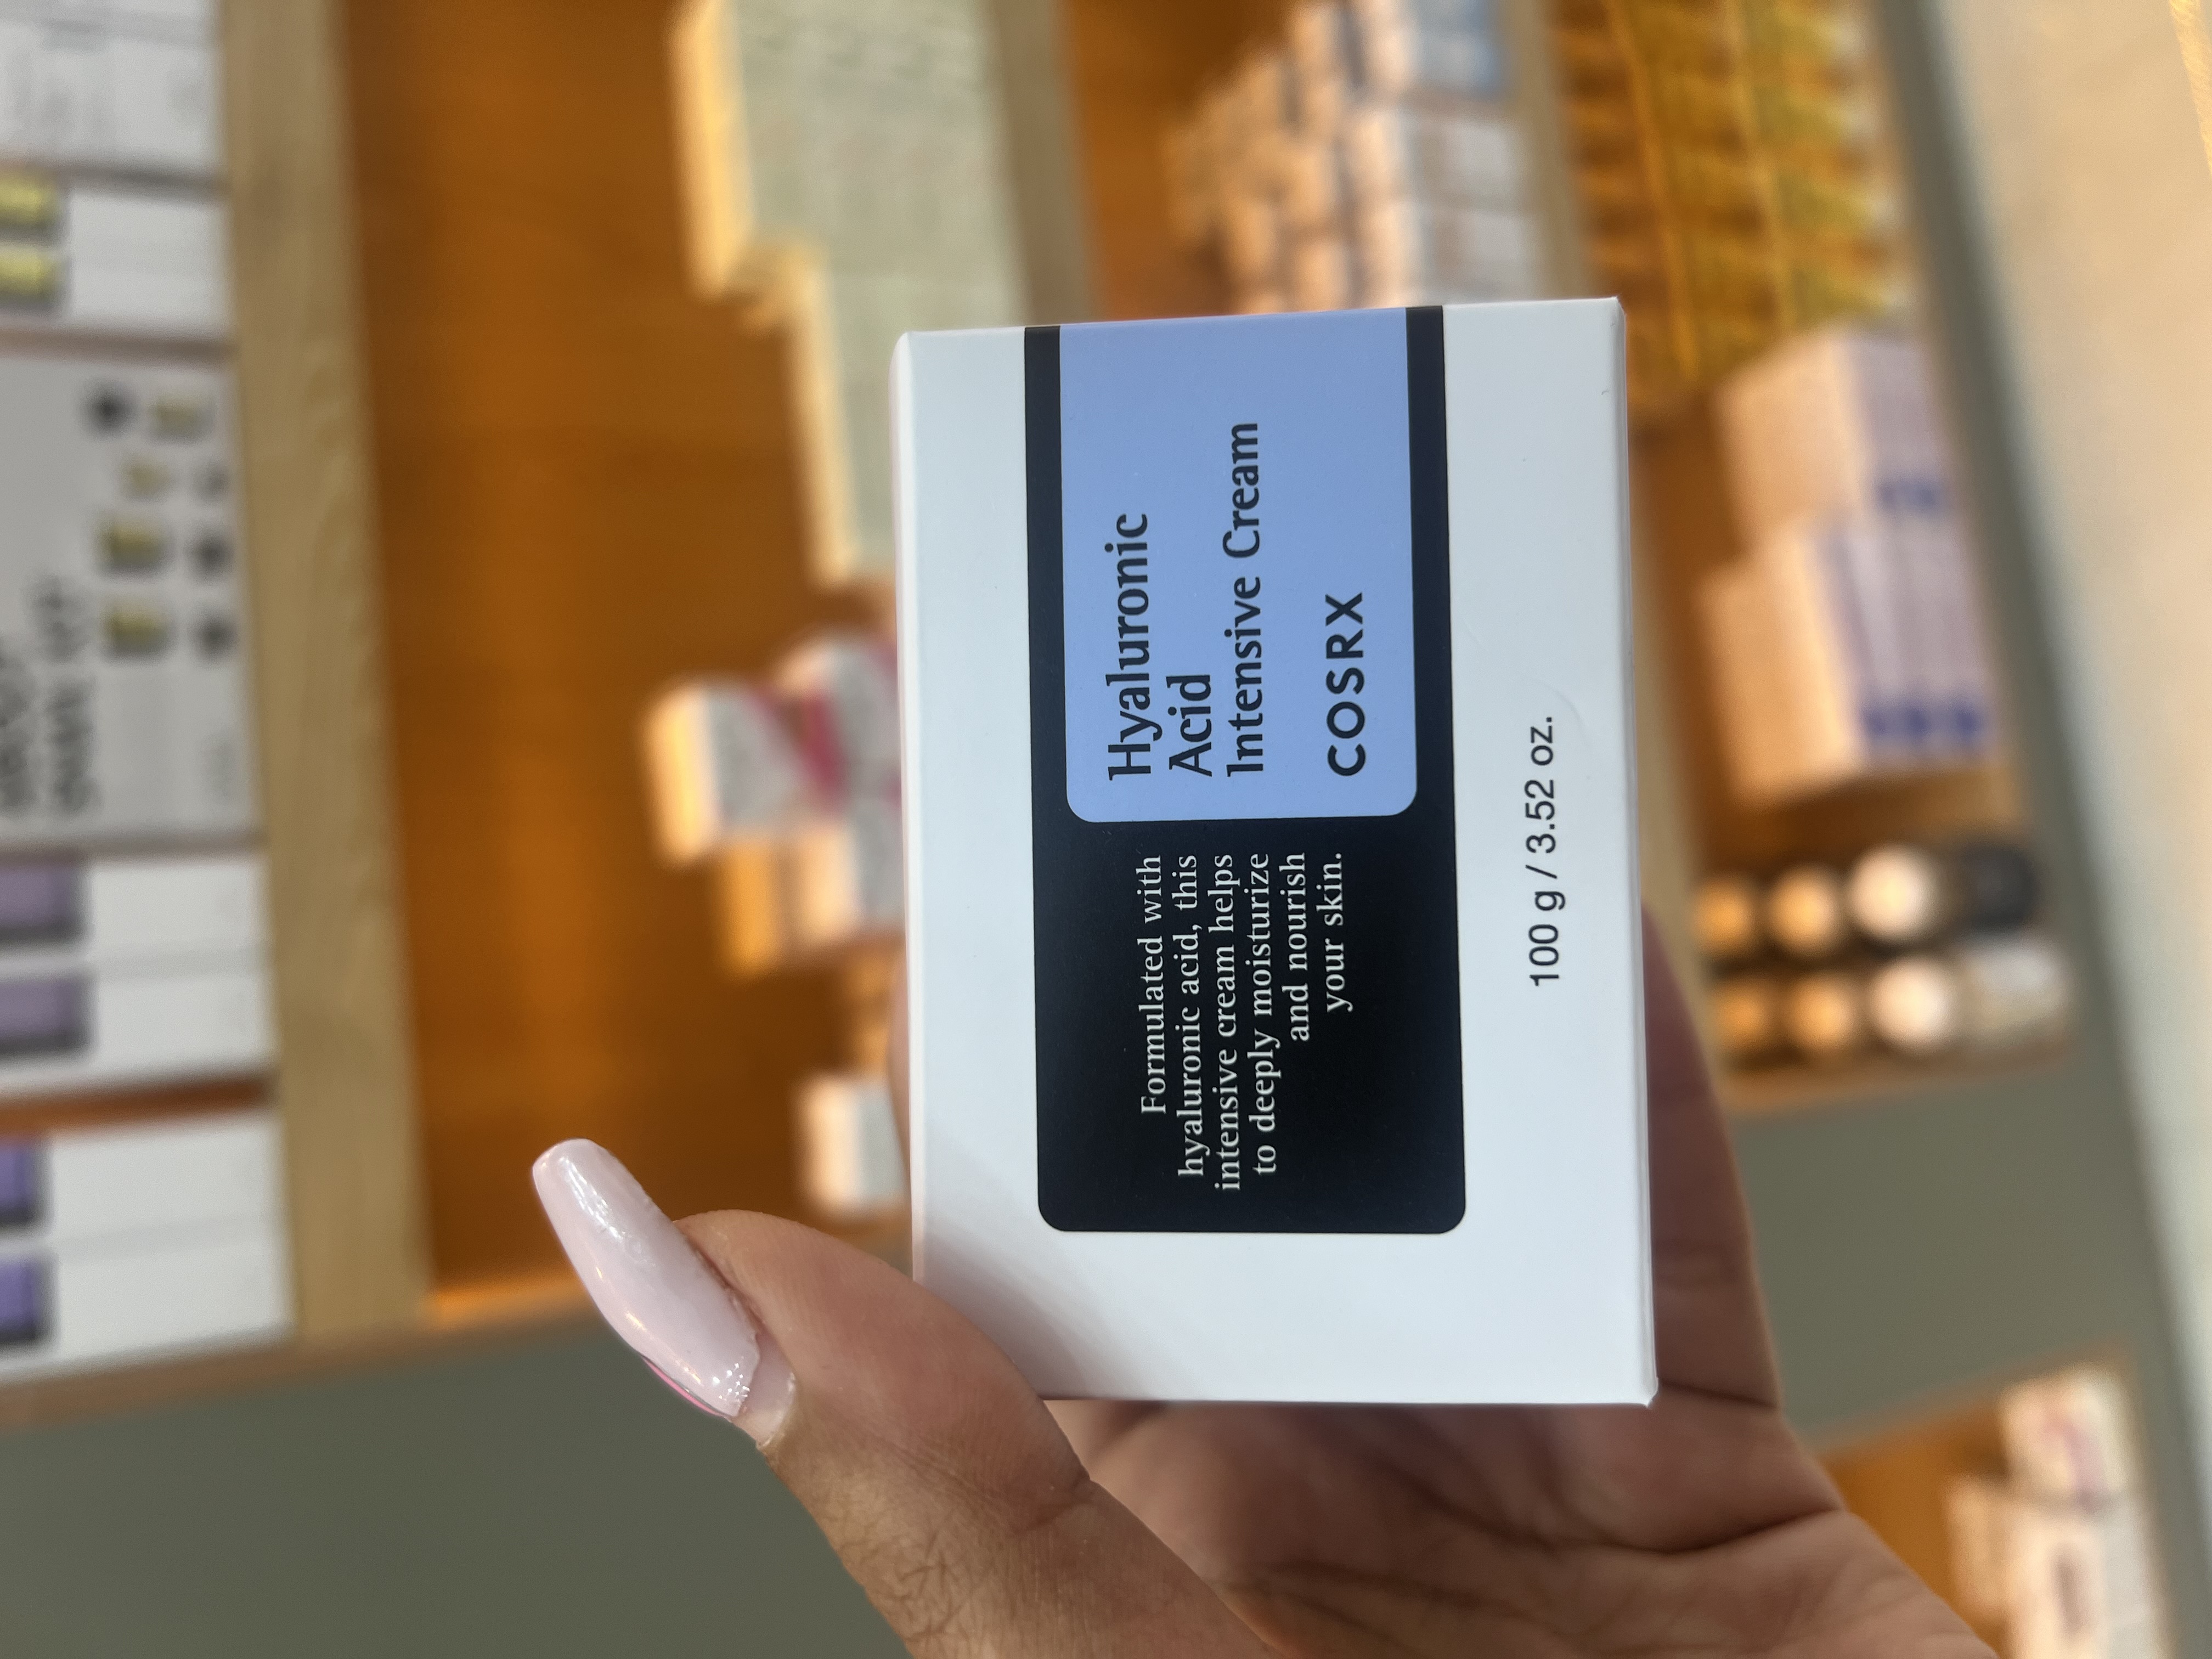 Hyaluronic
Acid
Intensive Cream
COSRX
Formulated with
hyaluronic acid, this
intensive cream helps
to deeply moisturize
and nourish
your skin.
100 g / 3.52 oz.